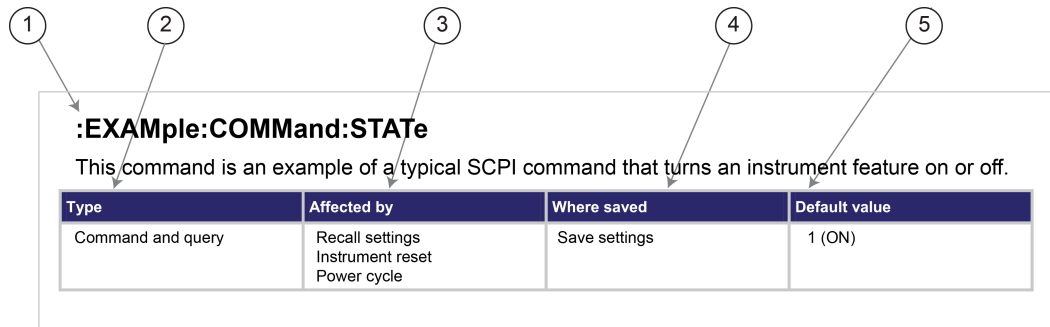 1 2 3 4 5
:EXAMple:COMMand:STATe
This command is an example of a typical SCPI command that turns an instrument feature on or off.
Type Affected by Where saved Default value
Command and query Recall settings Save settings 1 (ON)
Instrument reset
Power cycle